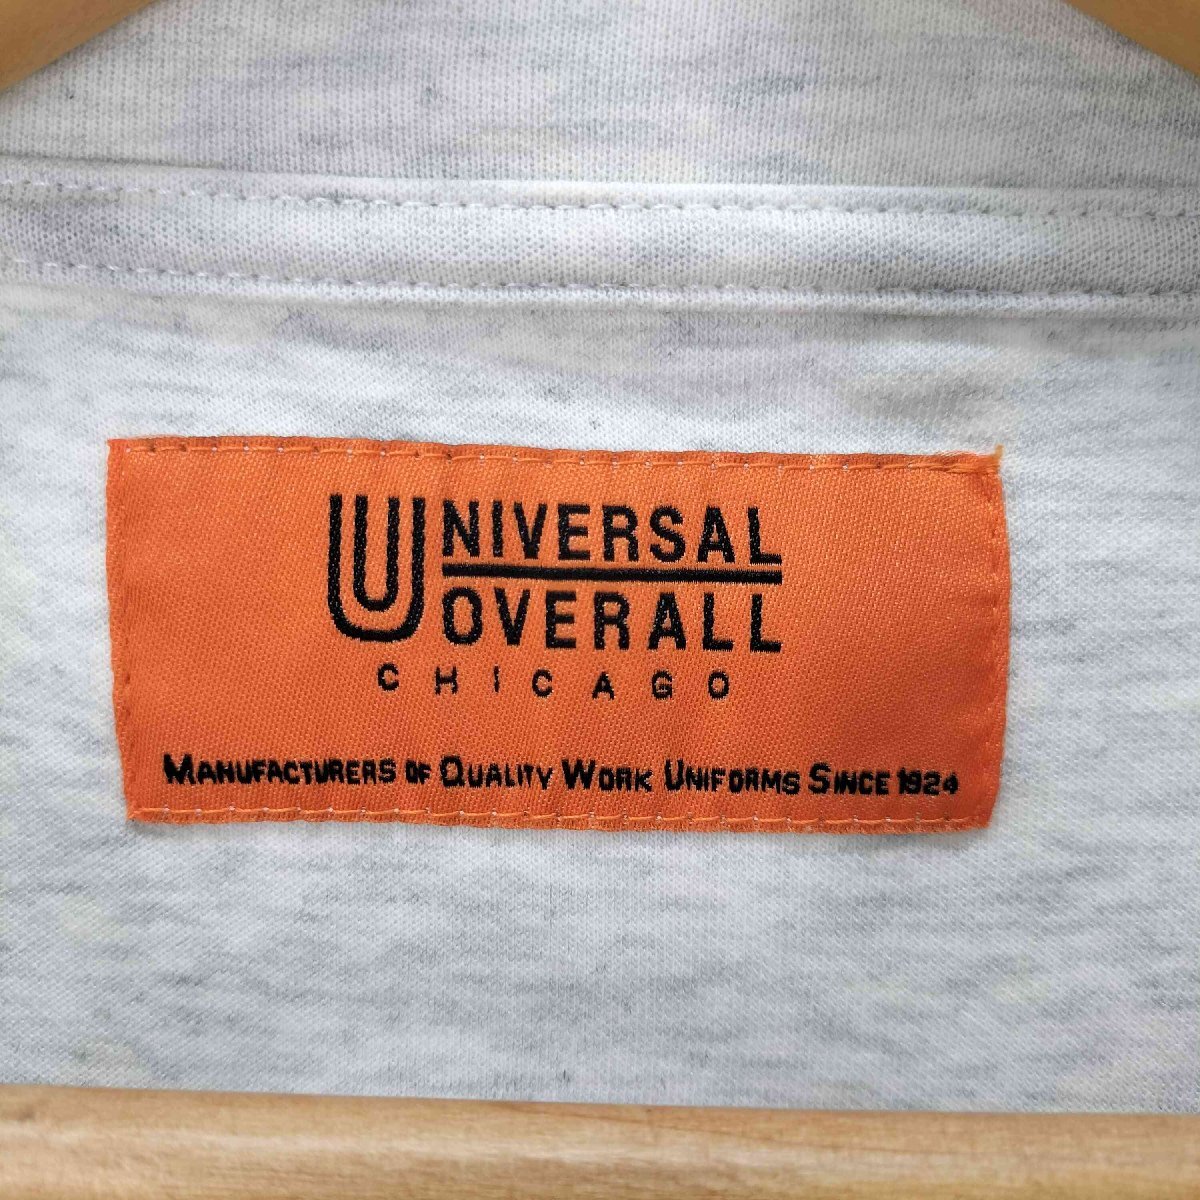 UNIVERSAL
OVERALL
CHICAGO
MANUFACTURERS OF QUALITY WORK UNIFORMS SINCE 1924